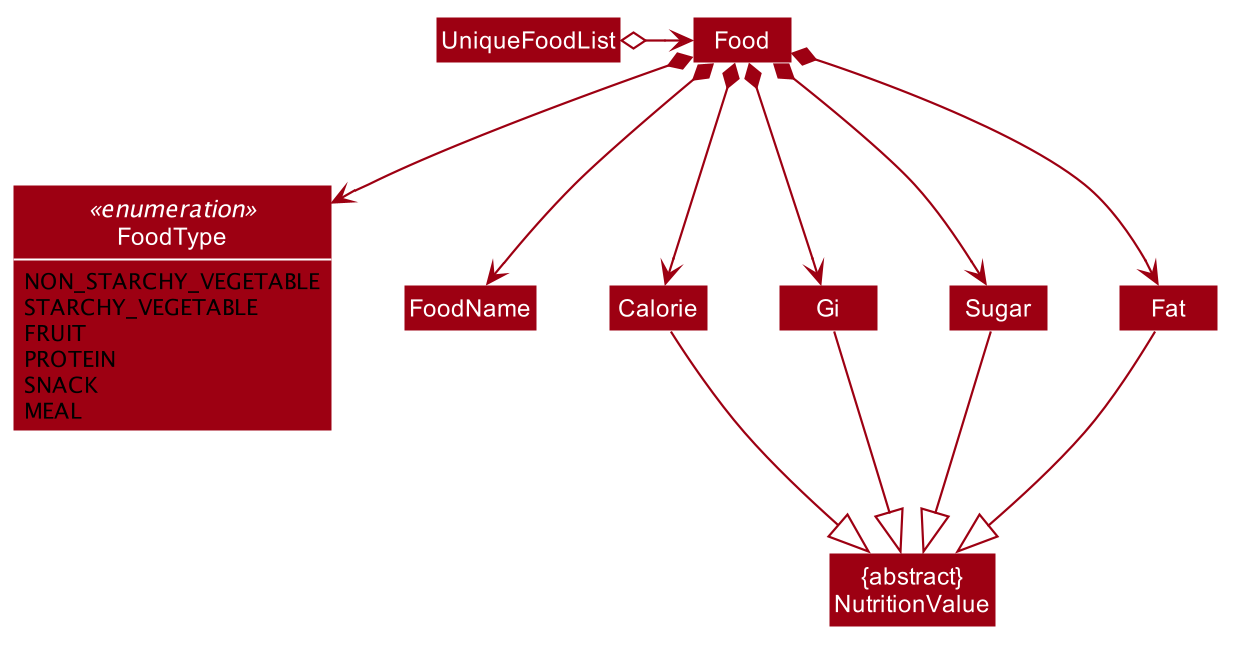 UniqueFoodList
Food
«enumeration»
FoodType
NON_STARCHY_VEGETABLE
STARCHY_VEGETABLE
FRUIT
PROTEIN
SNACK
MEAL
FoodName
Calorie
Gi
Sugar
Fat
{abstract}
NutritionValue